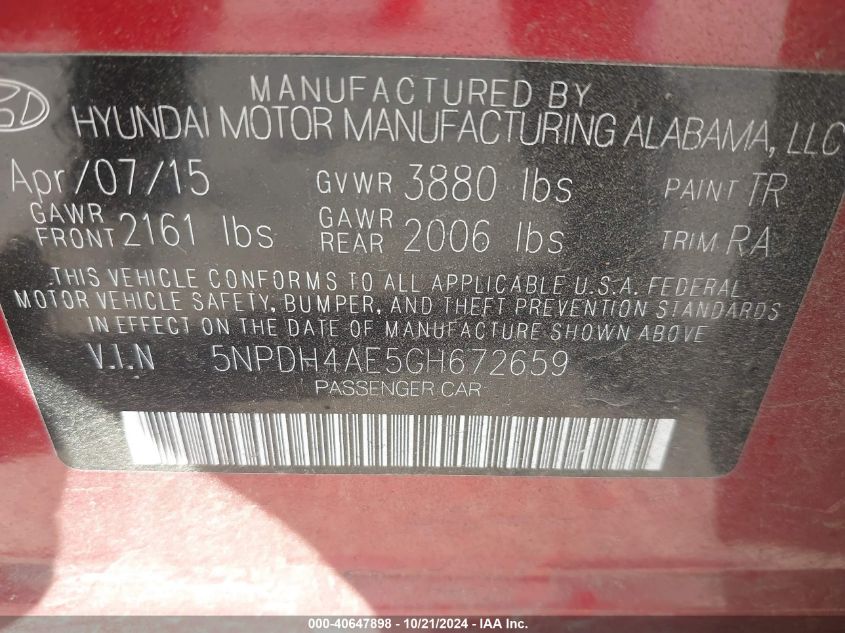 MANUFACTURED BY
HYUNDAI MOTOR MANUFACTURING ALABAMA, LLC
Apr/07/15 GVWR 3880 lbs PAINT TR
GAWR FRONT 2161 lbs GAWR REAR 2006 lbs TRIM RA
THIS VEHICLE CONFORMS TO ALL APPLICABLE U.S.A. FEDERAL
MOTOR VEHICLE SAFETY, BUMPER, AND THEFT PREVENTION STANDARDS
IN EFFECT ON THE DATE OF MANUFACTURE SHOWN ABOVE.
V.I.N 5NPDH4AE5GH672659
PASSENGER CAR
000-40647898 - 10/21/2024 - IAA Inc.